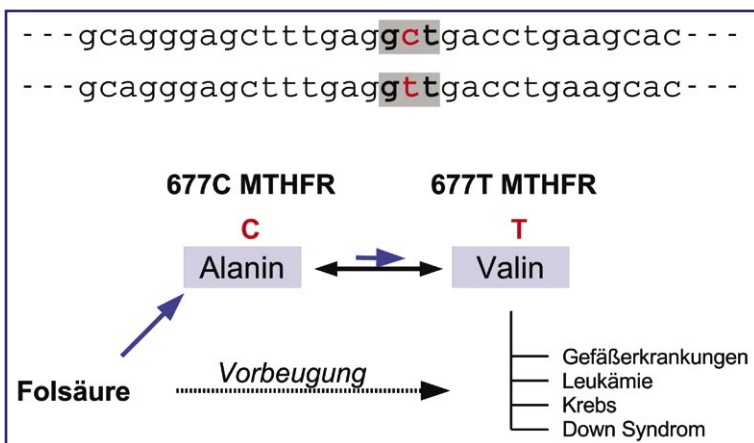 ---gcagggagctttgaggctgacctgaagcac---
---gcagggagctttgaggttgacctgaagcac---
677C MTHFR 677T MTHFR
C T
Alanin Valin
Gefäßerkrankungen
Vorbeugung Leukämie
Folsäure Krebs
Down Syndrom